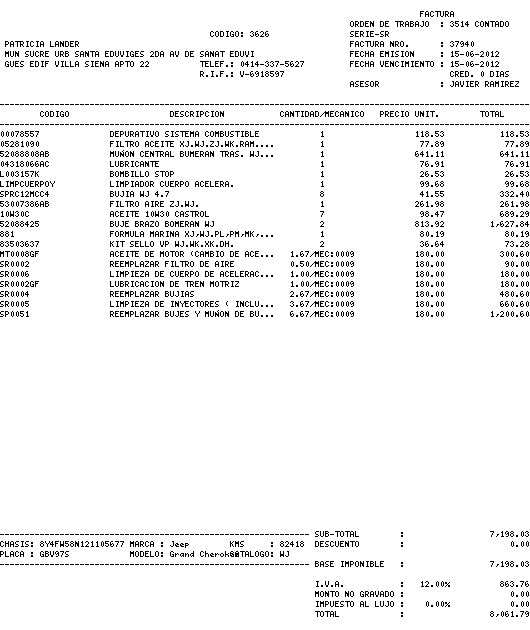 FACTURA
ORDEN DE TRABAJO : 3514 CONTADO
CODIGO: 3626 SERIE-SR
PATRICIA LANDER FACTURA NRO. : 37940
MUN SUCRE URB SANTA EDUVIGES 2DA AV DE SANAT EDUVI FECHA EMISION : 15-06-2012
GUES EDIF VILLA SIENA APTO 22 TELEF.: 0414-337-5627 FECHA VENCIMIENTO : 15-06-2012
R.I.F.: V-6918597 CRED. 0 DIAS
ASESOR : JAVIER RAMIREZ
CODIGO DESCRIPCION CANTIDAD/MECANICO PRECIO UNIT. TOTAL
00078557 DEPURATIVO SISTEMA COMBUSTIBLE 1 118.53 118.53
05281090 FILTRO ACEITE XJ.WJ.ZJ.WK.RAM.... 1 77.89 77.89
52088808AB MUÑON CENTRAL BUMERAN TRAS. WJ... 1 641.11 641.11
04318066AC LUBRICANTE 1 76.91 76.91
L003157K BOMBILLO STOP 1 26.53 26.53
LIMPCUERPOY LIMPIADOR CUERPO ACELERA. 1 99.68 99.68
SPRC12MCC4 BUJIA WJ 4.7 8 41.55 332.40
53007386AB FILTRO AIRE ZJ.WJ. 1 261.98 261.98
10W30C ACEITE 10W30 CASTROL 7 98.47 689.29
52088425 BUJE BRAZO BOMERAN WJ 2 813.92 1,627.84
881 FORMULA MARINA XJ,WJ.PL,PM,MK,... 1 80.19 80.19
83503637 KIT SELLO VP WJ.WK.XK.DH. 2 36.64 73.28
MT0008GF ACEITE DE MOTOR (CAMBIO DE ACE... 1.67/MEC:0009 180.00 300.60
SR0002 REEMPLAZAR FILTRO DE AIRE 0.50/MEC:0009 180.00 90.00
SR0006 LIMPIEZA DE CUERPO DE ACELERAC... 1.00/MEC:0009 180.00 180.00
SR0002GF LUBRICACION DE TREN MOTRIZ 1.00/MEC:0009 180.00 180.00
SR0004 REEMPLAZAR BUJIAS 2.67/MEC:0009 180.00 480.60
SR0005 LIMPIEZA DE INYECTORES ( INCLU... 3.67/MEC:0009 180.00 660.60
SP0051 REEMPLAZAR BUJES Y MUÑON DE BU... 6.67/MEC:0009 180.00 1,200.60
SUB-TOTAL : 7,198.03
CHASIS: 8Y4FW58N121105677 MARCA : Jeep KMS : 82418 DESCUENTO : 0.00
PLACA : GBV97S MODELO: Grand Cherok CATALOGO: WJ
BASE IMPONIBLE : 7,198.03
I.V.A. : 12.00% 863.76
MONTO NO GRAVADO : 0.00
IMPUESTO AL LUJO : 0.00% 0.00
TOTAL : 8,061.79